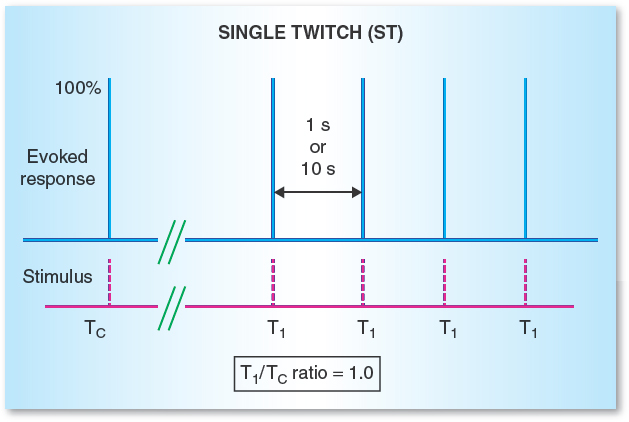 SINGLE TWITCH (ST)
100%
1 s
or
10 s
Evoked
response
Stimulus
T_C T_1 T_1 T_1 T_1
T_1/T_C ratio = 1.0